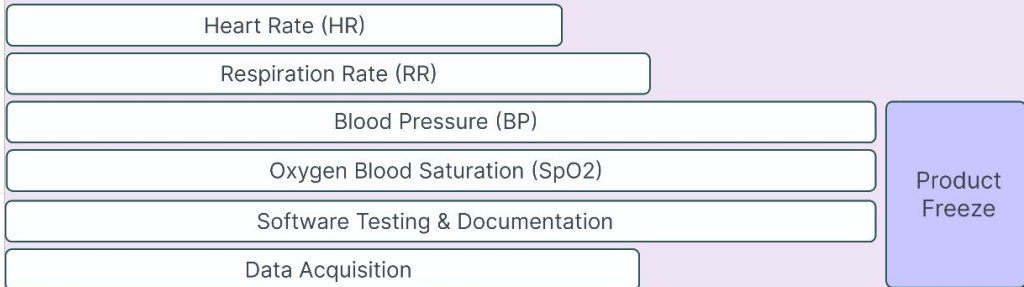 Heart Rate (HR)
Respiration Rate (RR)
Blood Pressure (BP)
Oxygen Blood Saturation (SpO2)
Software Testing & Documentation
Data Acquisition
Product
Freeze